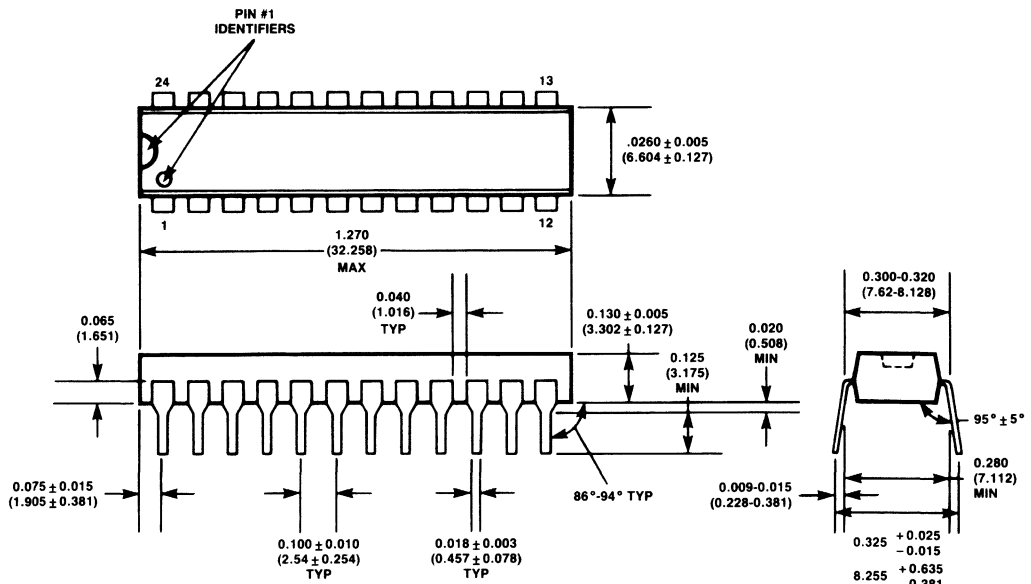 PIN #1
IDENTIFIERS
24
13
.0260 ± 0.005
(6.604 ± 0.127)
1
12
1.270
(32.258)
MAX
0.300-0.320
(7.62-8.128)
0.040
(1.016)
TYP
0.130 ± 0.005
(3.302 ± 0.127)
0.065
(1.651)
0.020
(0.508)
MIN
0.125
(3.175)
MIN
95° ± 5°
0.075 ± 0.015
(1.905 ± 0.381)
86°-94° TYP
0.009-0.015
(0.228-0.381)
0.280
(7.112)
MIN
0.100 ± 0.010
(2.54 ± 0.254)
TYP
0.018 ± 0.003
(0.457 ± 0.078)
TYP
0.325 +0.025
−0.015
8.255 +0.635